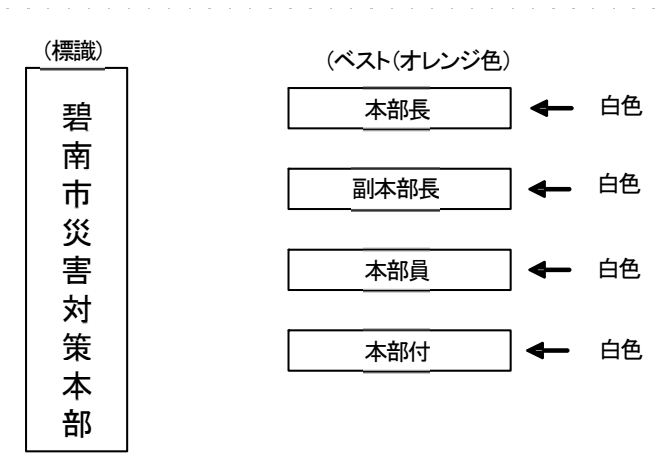 (標識)
碧南市災害対策本部
(ベスト(オレンジ色)
本部長 白色
副本部長 白色
本部員 白色
本部付 白色